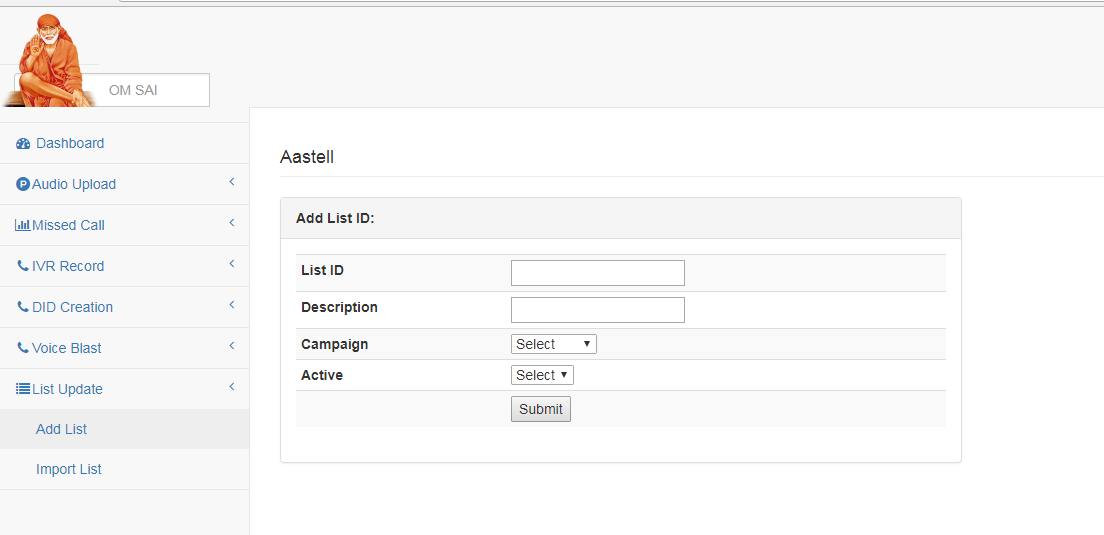 OM SAI
Dashboard
Audio Upload
Missed Call
IVR Record
DID Creation
Voice Blast
List Update
Add List
Import List
Aastell
Add List ID:
List ID
Description
Campaign Select
Active Select
Submit